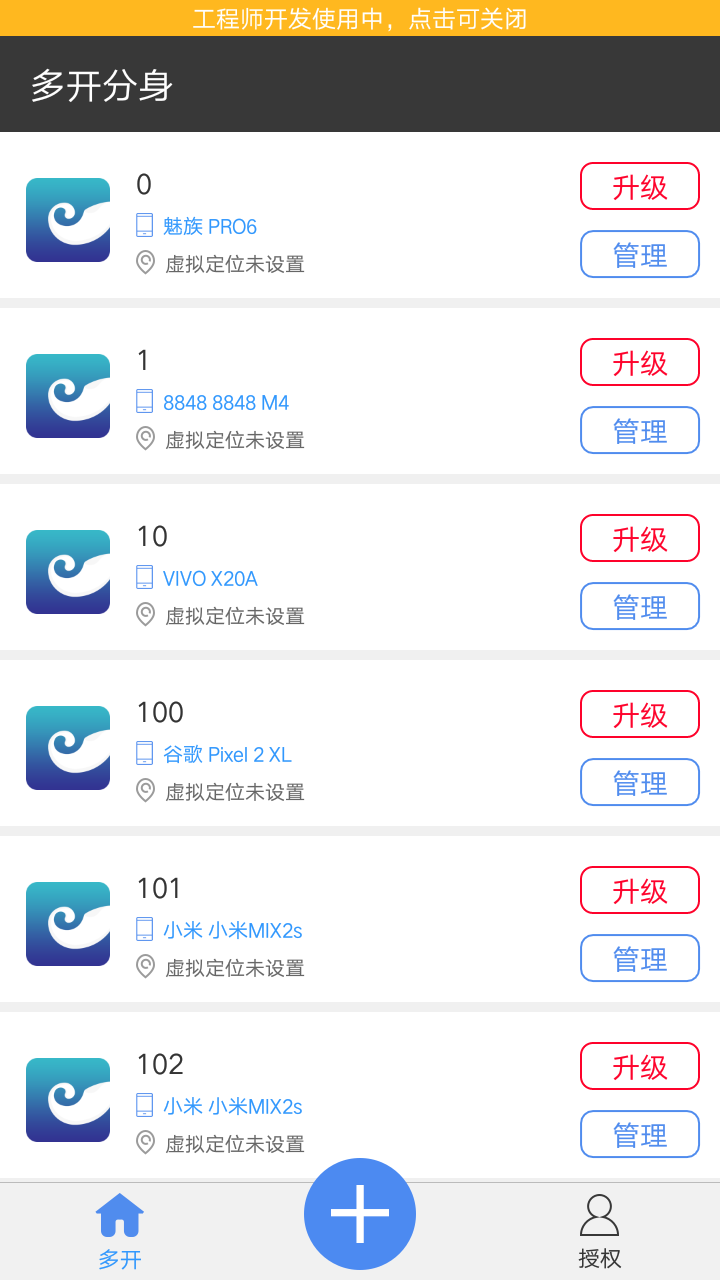 工程师开发使用中，点击可关闭
多开分身
0
升级
魅族 PRO6
虚拟定位未设置
管理
1
升级
8848 8848 M4
虚拟定位未设置
管理
10
升级
VIVO X20A
虚拟定位未设置
管理
100
升级
谷歌 Pixel 2 XL
虚拟定位未设置
管理
101
升级
小米 小米MIX2s
虚拟定位未设置
管理
102
升级
小米 小米MIX2s
虚拟定位未设置
管理
多开
授权